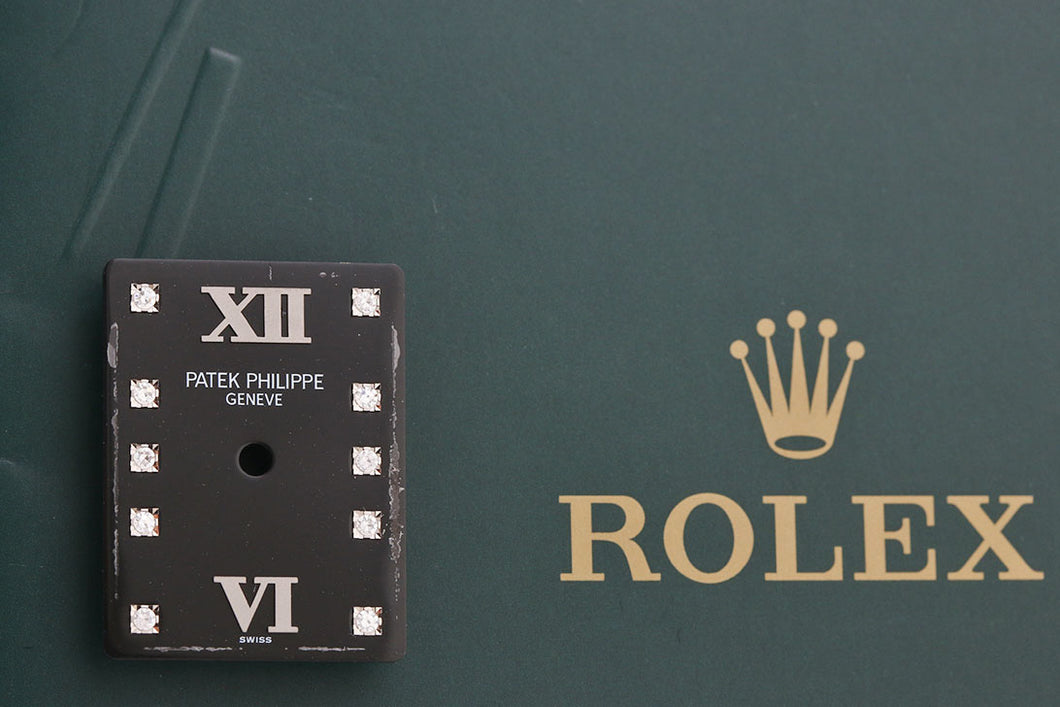 XII
PATEK PHILIPPE
GENEVE
VI
SWISS
ROLEX